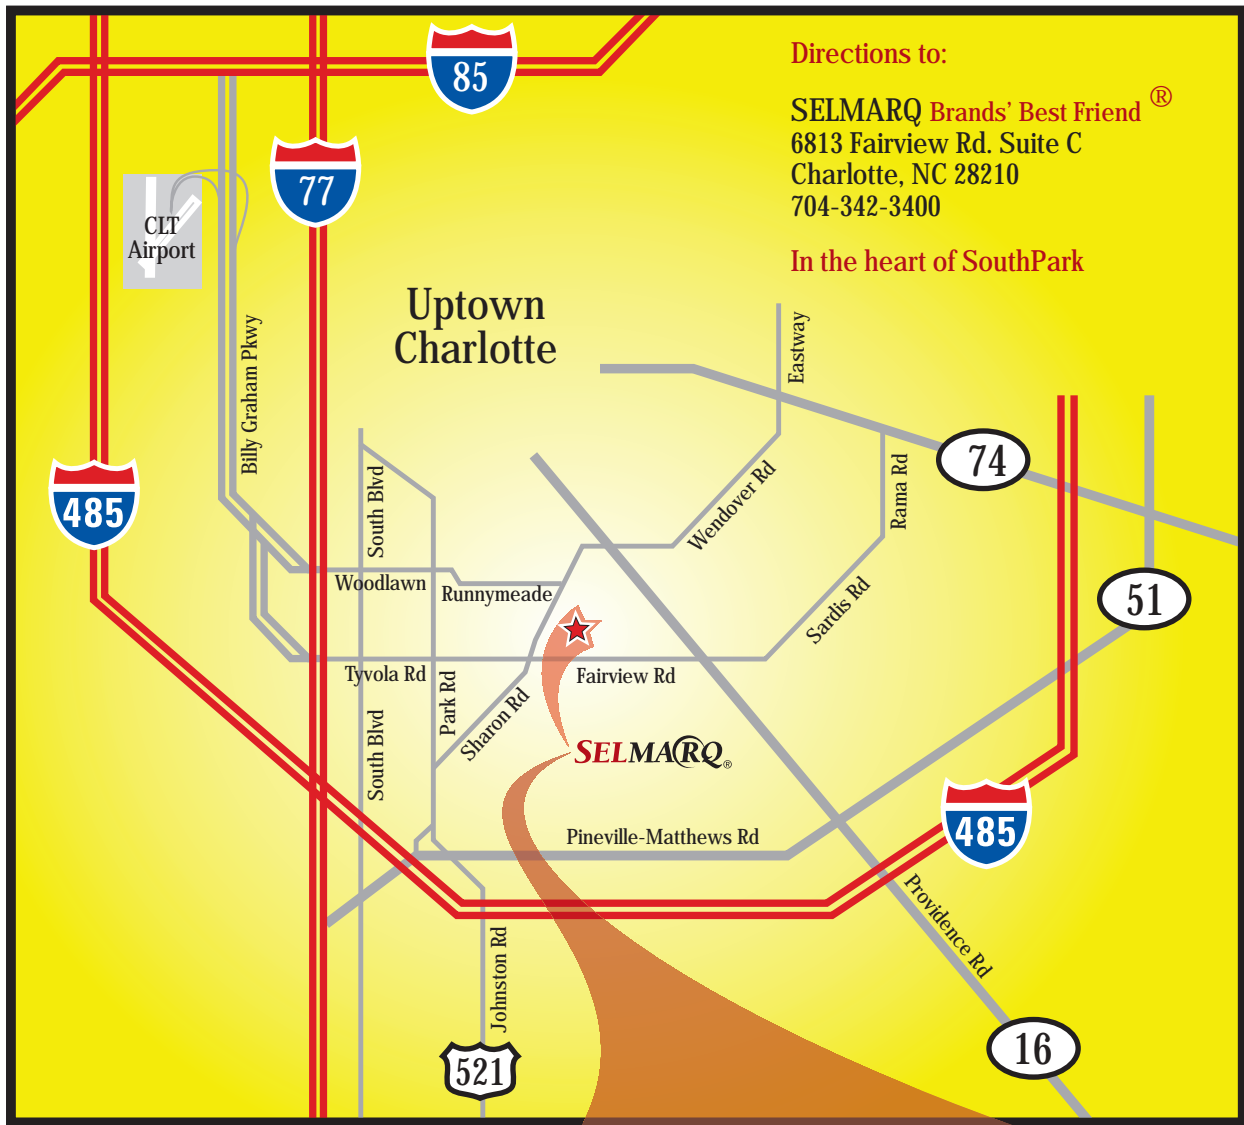 85
Directions to:
SELMARQ Brands’ Best Friend ®
6813 Fairview Rd. Suite C
Charlotte, NC 28210
704-342-3400
In the heart of SouthPark
77
CLT
Airport
Uptown
Charlotte
Billy Graham Pkwy
Eastway
74
485
South Blvd
Wendover Rd
Rama Rd
Woodlawn
Runnymeade
51
Sardis Rd
Tyvola Rd
Fairview Rd
Park Rd
Sharon Rd
South Blvd
SELMARQ®
485
Pineville-Matthews Rd
Providence Rd
Johnston Rd
16
521